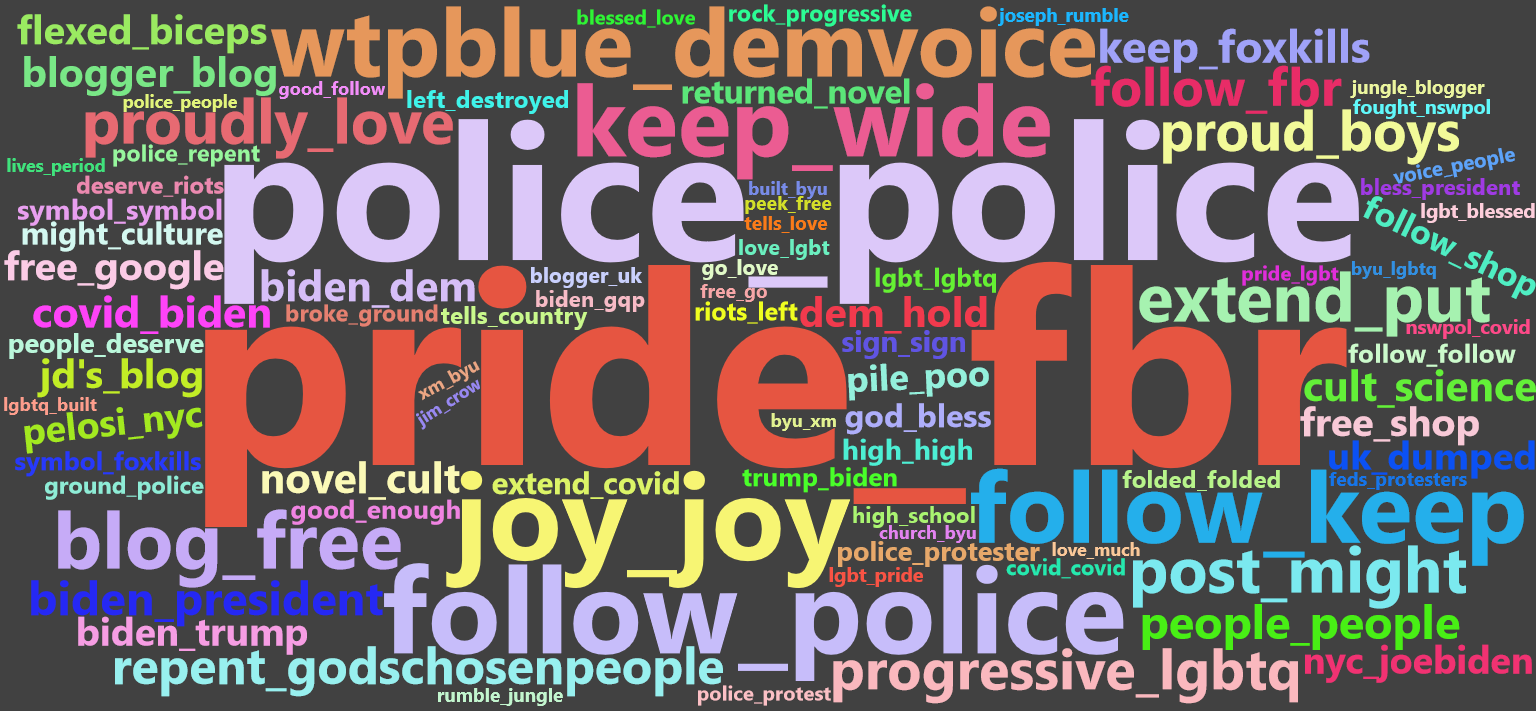 flexed_biceps
wtpblue_demvoice
blessed_love
rock_progressive
joseph_rumble
keep_foxkills
blogger_blog
good_follow
police_people
left_destroyed
returned_novel
follow_fbr
jungle_blogger
fought_nswpol
proudly_love
keep_wide
proud_boys
police_repent
lives_period
deserve_riots
symbol_symbol
might_culture
free_google
police_police
built_byu
peek_free
tells_love
love_lgbt
voice_people
bless_president
lgbt_blessed
follow_shop
biden_dem
blogger_uk
go_love
biden_gqp
free_go
lgbt_lgbtq
pride_lgbt
byu_lgbtq
extend_put
covid_biden
broke_ground
tells_country
riots_left
dem_hold
nswpol_covid
people_deserve
pride_fbr
sign_sign
follow_follow
jd's_blog
xm_byu
jim_crow
pile_poo
cult_science
lgbtq_built
pelosi_nyc
byu_xm
god_bless
free_shop
symbol_foxkills
high_high
uk_dumped
ground_police
novel_cult
extend_covid
trump_biden
folded_folded
feds_protesters
good_enough
joy_joy
high_school
church_byu
follow_keep
blog_free
police_protester
love_much
covid_covid
lgbt_pride
post_might
biden_president
follow_police
biden_trump
people_people
repent_godschosenpeople
progressive_lgbtq
nyc_joebiden
rumble_jungle
police_protest